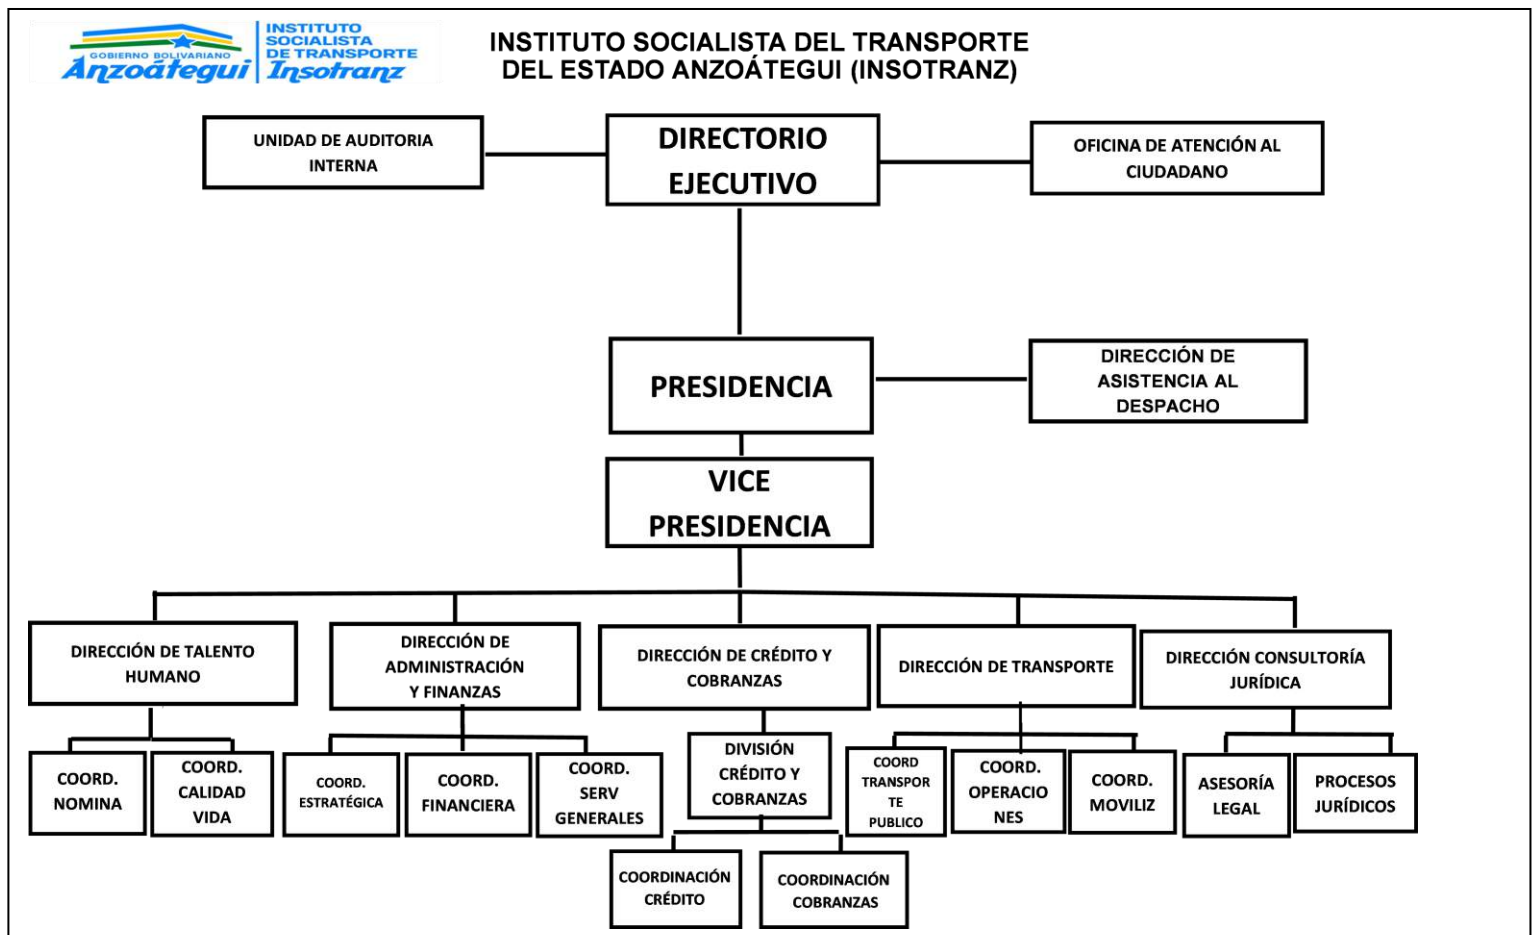 GOBIERNO BOLIVARIANO
Anzoátegui
INSTITUTO
SOCIALISTA
DE TRANSPORTE
Insotranz
INSTITUTO SOCIALISTA DEL TRANSPORTE
DEL ESTADO ANZOÁTEGUI (INSOTRANZ)
UNIDAD DE AUDITORIA
INTERNA
DIRECTORIO
EJECUTIVO
OFICINA DE ATENCIÓN AL
CIUDADANO
PRESIDENCIA
DIRECCIÓN DE
ASISTENCIA AL
DESPACHO
VICE
PRESIDENCIA
DIRECCIÓN DE TALENTO
HUMANO
DIRECCIÓN DE
ADMINISTRACIÓN
Y FINANZAS
DIRECCIÓN DE CRÉDITO Y
COBRANZAS
DIRECCIÓN DE TRANSPORTE
DIRECCIÓN CONSULTORÍA
JURÍDICA
COORD.
NOMINA
COORD.
CALIDAD
VIDA
COORD.
ESTRATÉGICA
COORD.
FINANCIERA
COORD.
SERV
GENERALES
DIVISIÓN
CRÉDITO Y
COBRANZAS
COORD
TRANSPOR
TE
PUBLICO
COORD.
OPERACIO
NES
COORD.
MOVILIZ
ASESORÍA
LEGAL
PROCESOS
JURÍDICOS
COORDINACIÓN
CRÉDITO
COORDINACIÓN
COBRANZAS